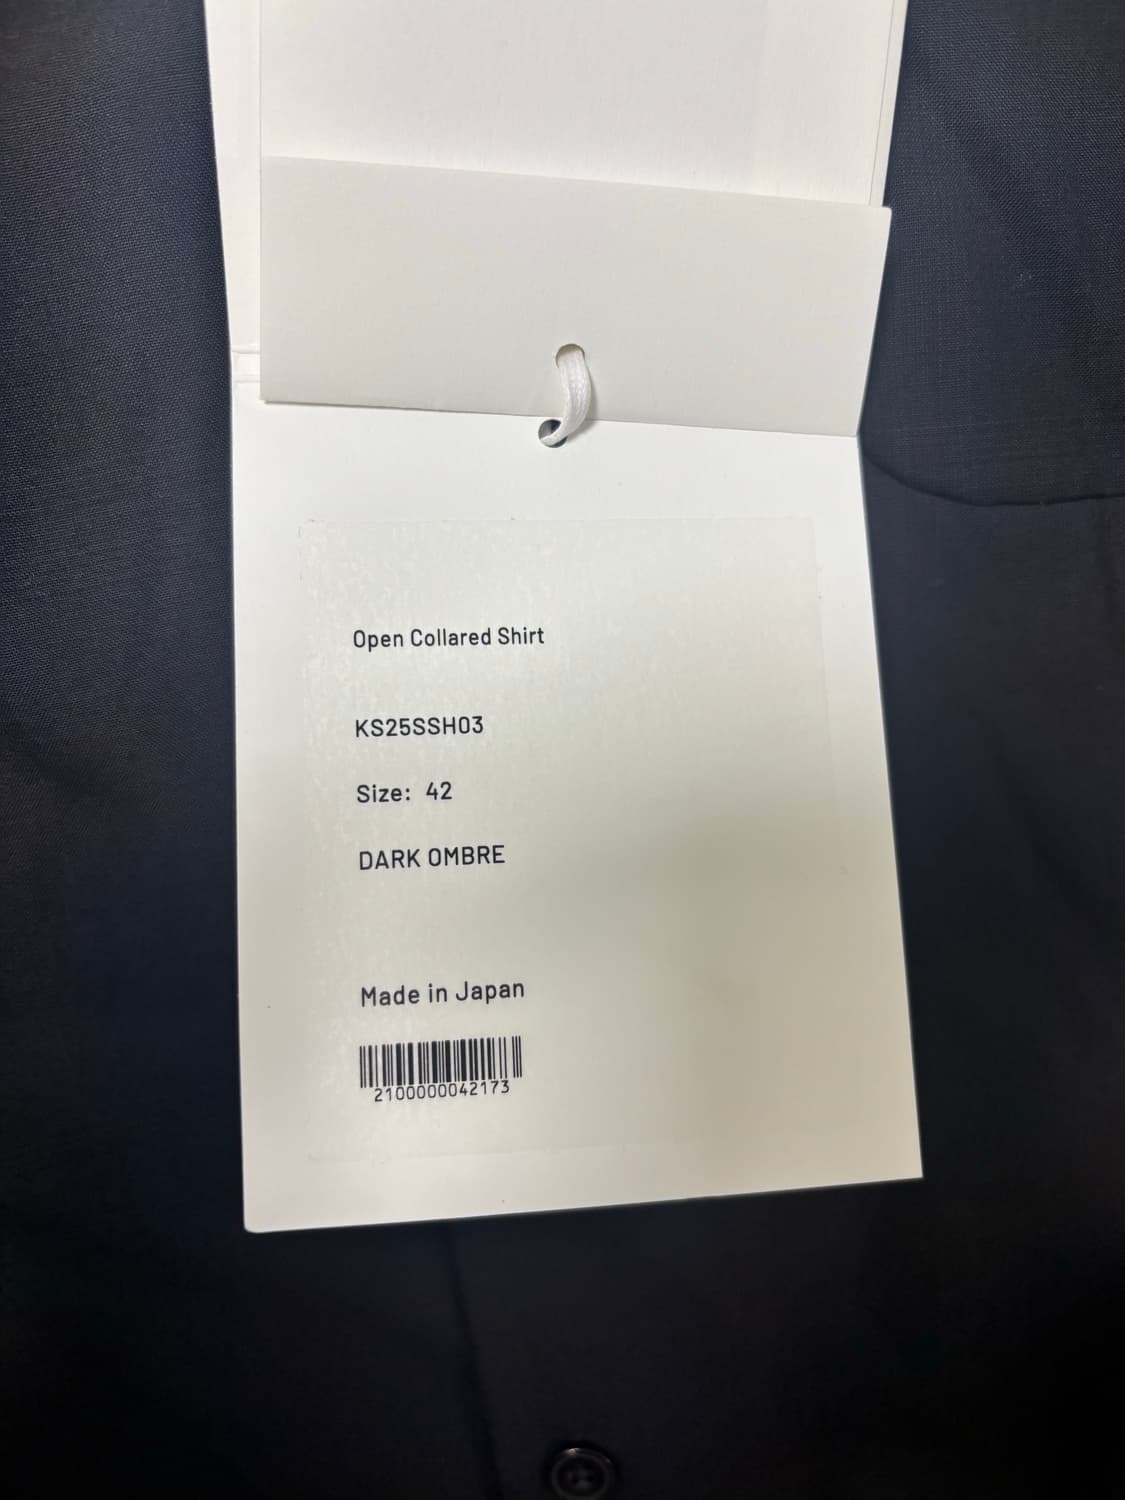 Open Collared Shirt
KS25SSH03
Size: 42
DARK OMBRE
Made in Japan
2100000042173